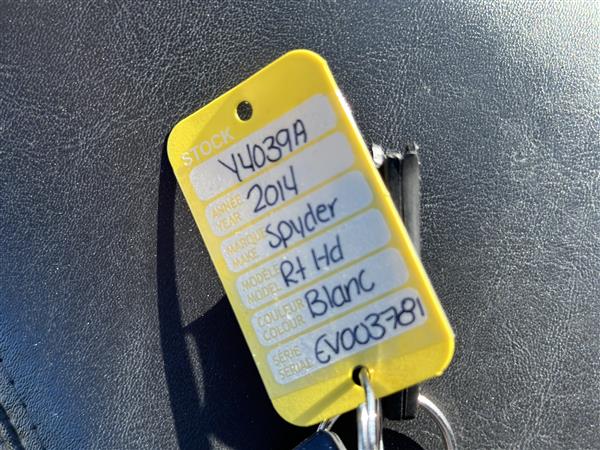 STOCK
Y4039A
ANNÉE
YEAR
2014
MARQUE
MAKE
Spyder
MODÈLE
MODEL
Rt Hd
COULEUR
COLOUR
Blanc
SÉRIE
SERIAL
EV003781